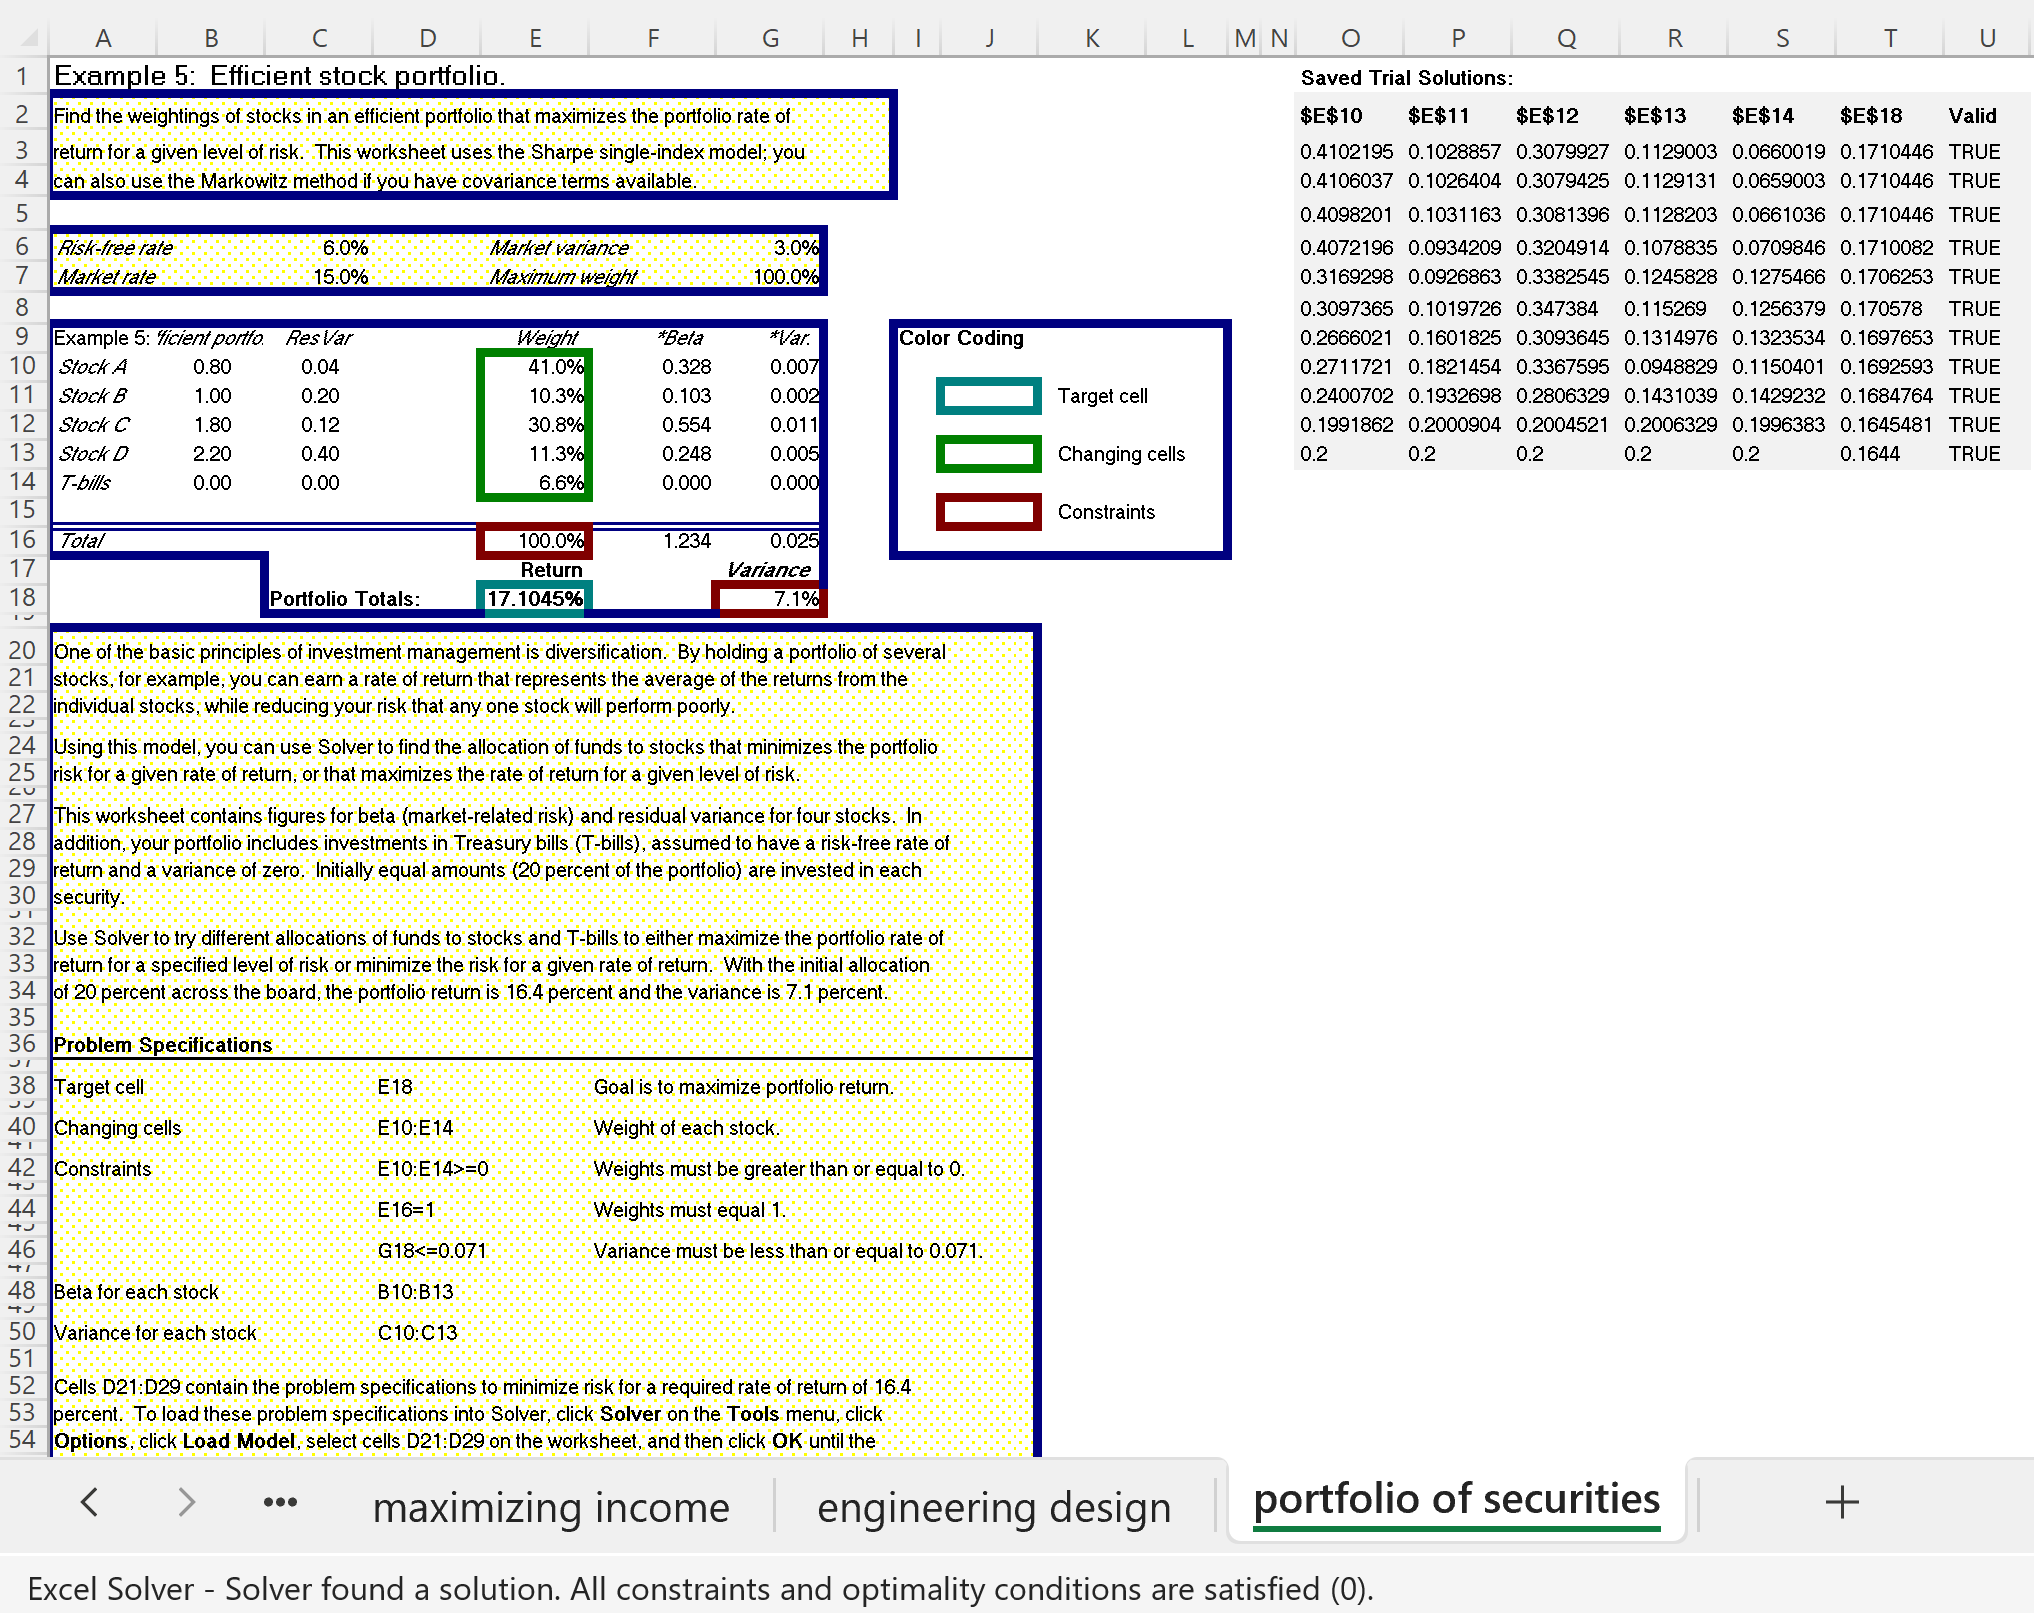 A B C D E F G H I J K L M N O P Q R S T U
1 Example 5: Efficient stock portfolio. Saved Trial Solutions:
2 Find the weightings of stocks in an efficient portfolio that maximizes the portfolio rate of $E$10 $E$11 $E$12 $E$13 $E$14 $E$18 Valid
3 return for a given level of risk. This worksheet uses the Sharpe single-index model; you 0.4102195 0.1028857 0.3079927 0.1129003 0.0660019 0.1710446 TRUE
4 can also use the Markowitz method if you have covariance terms available. 0.4106037 0.1026404 0.3079425 0.1129131 0.0659003 0.1710446 TRUE
5 0.4098201 0.1031163 0.3081396 0.1128203 0.0661036 0.1710446 TRUE
6 Risk-free rate 6.0% Market variance 3.0% 0.4072196 0.0934209 0.3204914 0.1078835 0.0709846 0.1710082 TRUE
7 Market rate 15.0% Maximum weight 100.0% 0.3169298 0.0926863 0.3382545 0.1245828 0.1275466 0.1706253 TRUE
8 0.3097365 0.1019726 0.347384 0.115269 0.1256379 0.170578 TRUE
9 Example 5: ficient portfo. ResVar Weight *Beta *Var. Color Coding 0.2666021 0.1601825 0.3093645 0.1314976 0.1323534 0.1697653 TRUE
10 Stock A 0.80 0.04 41.0% 0.328 0.007 0.2711721 0.1821454 0.3367595 0.0948829 0.1150401 0.1692593 TRUE
11 Stock B 1.00 0.20 10.3% 0.103 0.002 Target cell 0.2400702 0.1932698 0.2806329 0.1431039 0.1429232 0.1684764 TRUE
12 Stock C 1.80 0.12 30.8% 0.554 0.011 0.1991862 0.2000904 0.2004521 0.2006329 0.1996383 0.1645481 TRUE
13 Stock D 2.20 0.40 11.3% 0.248 0.005 Changing cells 0.2 0.2 0.2 0.2 0.2 0.1644 TRUE
14 T-bills 0.00 0.00 6.6% 0.000 0.000
15 Constraints
16 Total 100.0% 1.234 0.025
17 Return Variance
18 Portfolio Totals: 17.1045% 7.1%
20 One of the basic principles of investment management is diversification. By holding a portfolio of several
21 stocks, for example, you can earn a rate of return that represents the average of the returns from the
22 individual stocks, while reducing your risk that any one stock will perform poorly.
24 Using this model, you can use Solver to find the allocation of funds to stocks that minimizes the portfolio
25 risk for a given rate of return, or that maximizes the rate of return for a given level of risk.
27 This worksheet contains figures for beta (market-related risk) and residual variance for four stocks. In
28 addition, your portfolio includes investments in Treasury bills (T-bills), assumed to have a risk-free rate of
29 return and a variance of zero. Initially equal amounts (20 percent of the portfolio) are invested in each
30 security.
32 Use Solver to try different allocations of funds to stocks and T-bills to either maximize the portfolio rate of
33 return for a specified level of risk or minimize the risk for a given rate of return. With the initial allocation
34 of 20 percent across the board, the portfolio return is 16.4 percent and the variance is 7.1 percent.
35
36 Problem Specifications
38 Target cell E18 Goal is to maximize portfolio return.
40 Changing cells E10:E14 Weight of each stock.
42 Constraints E10:E14>=0 Weights must be greater than or equal to 0.
44 E16=1 Weights must equal 1.
46 G18<=0.071 Variance must be less than or equal to 0.071.
48 Beta for each stock B10:B13
50 Variance for each stock C10:C13
51
52 Cells D21:D29 contain the problem specifications to minimize risk for a required rate of return of 16.4
53 percent. To load these problem specifications into Solver, click Solver on the Tools menu, click
54 Options, click Load Model, select cells D21:D29 on the worksheet, and then click OK until the
maximizing income engineering design portfolio of securities
Excel Solver - Solver found a solution. All constraints and optimality conditions are satisfied (0).